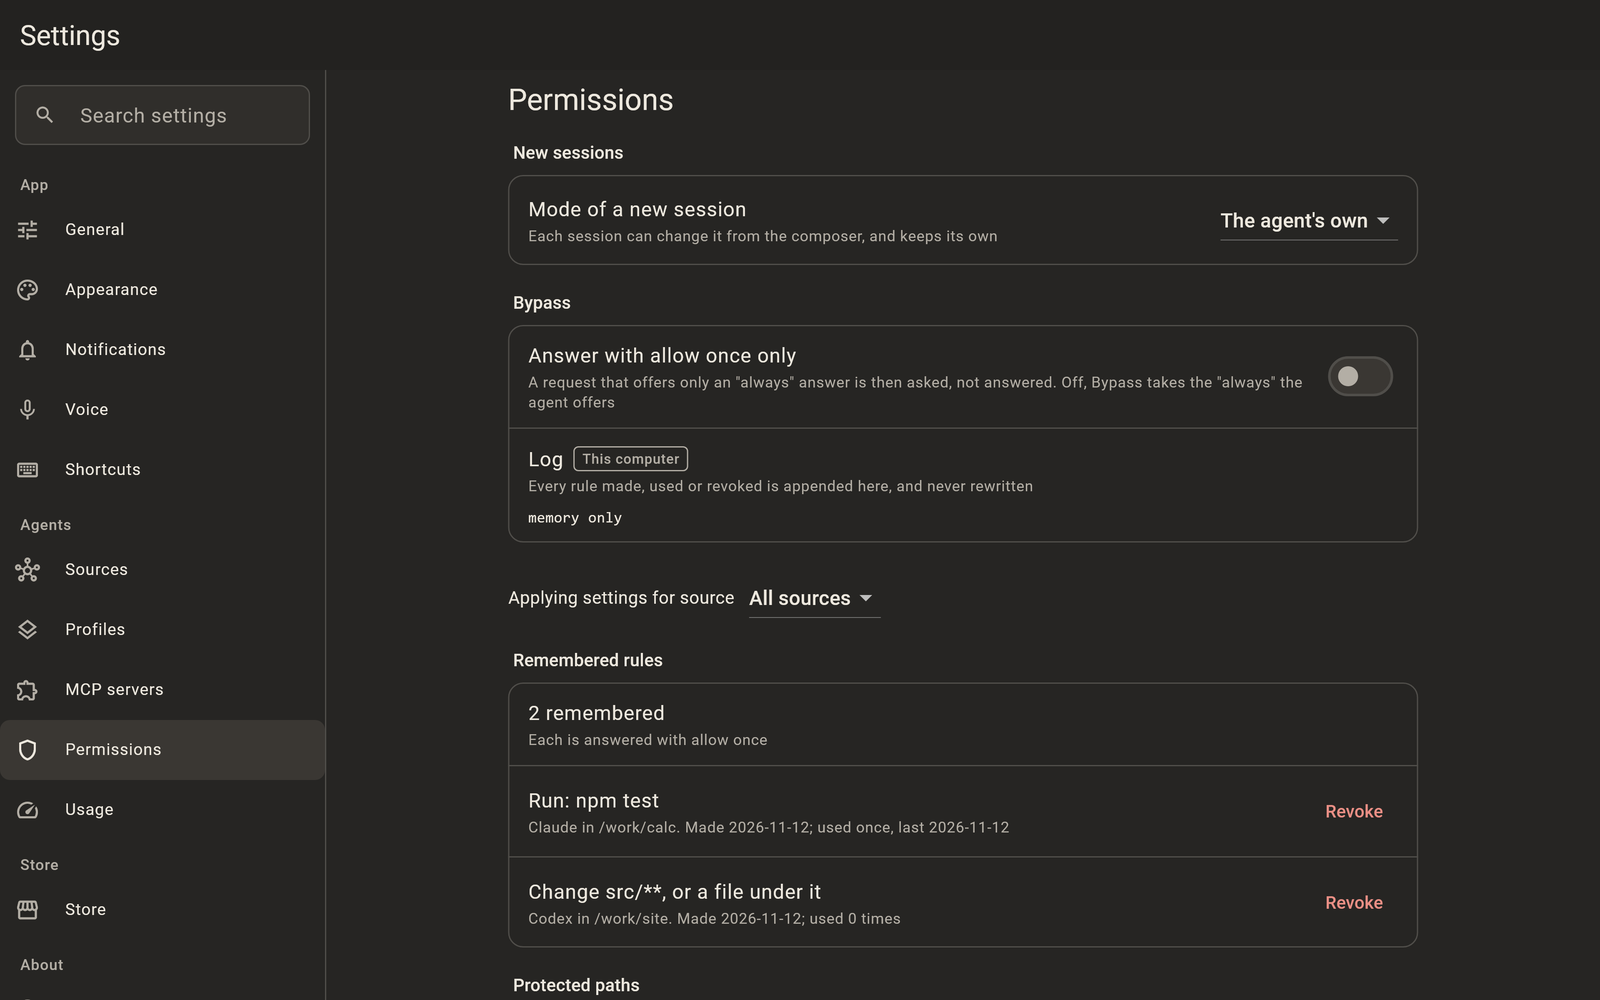 Settings
Search settings
App
General
Appearance
Notifications
Voice
Shortcuts
Agents
Sources
Profiles
MCP servers
Permissions
Usage
Store
Store
About
Permissions
New sessions
Mode of a new session
Each session can change it from the composer, and keeps its own
The agent's own
Bypass
Answer with allow once only
A request that offers only an "always" answer is then asked, not answered. Off, Bypass takes the "always" the
agent offers
Log This computer
Every rule made, used or revoked is appended here, and never rewritten
memory only
Applying settings for source All sources
Remembered rules
2 remembered
Each is answered with allow once
Run: npm test
Claude in /work/calc. Made 2026-11-12; used once, last 2026-11-12
Revoke
Change src/**, or a file under it
Codex in /work/site. Made 2026-11-12; used 0 times
Revoke
Protected paths